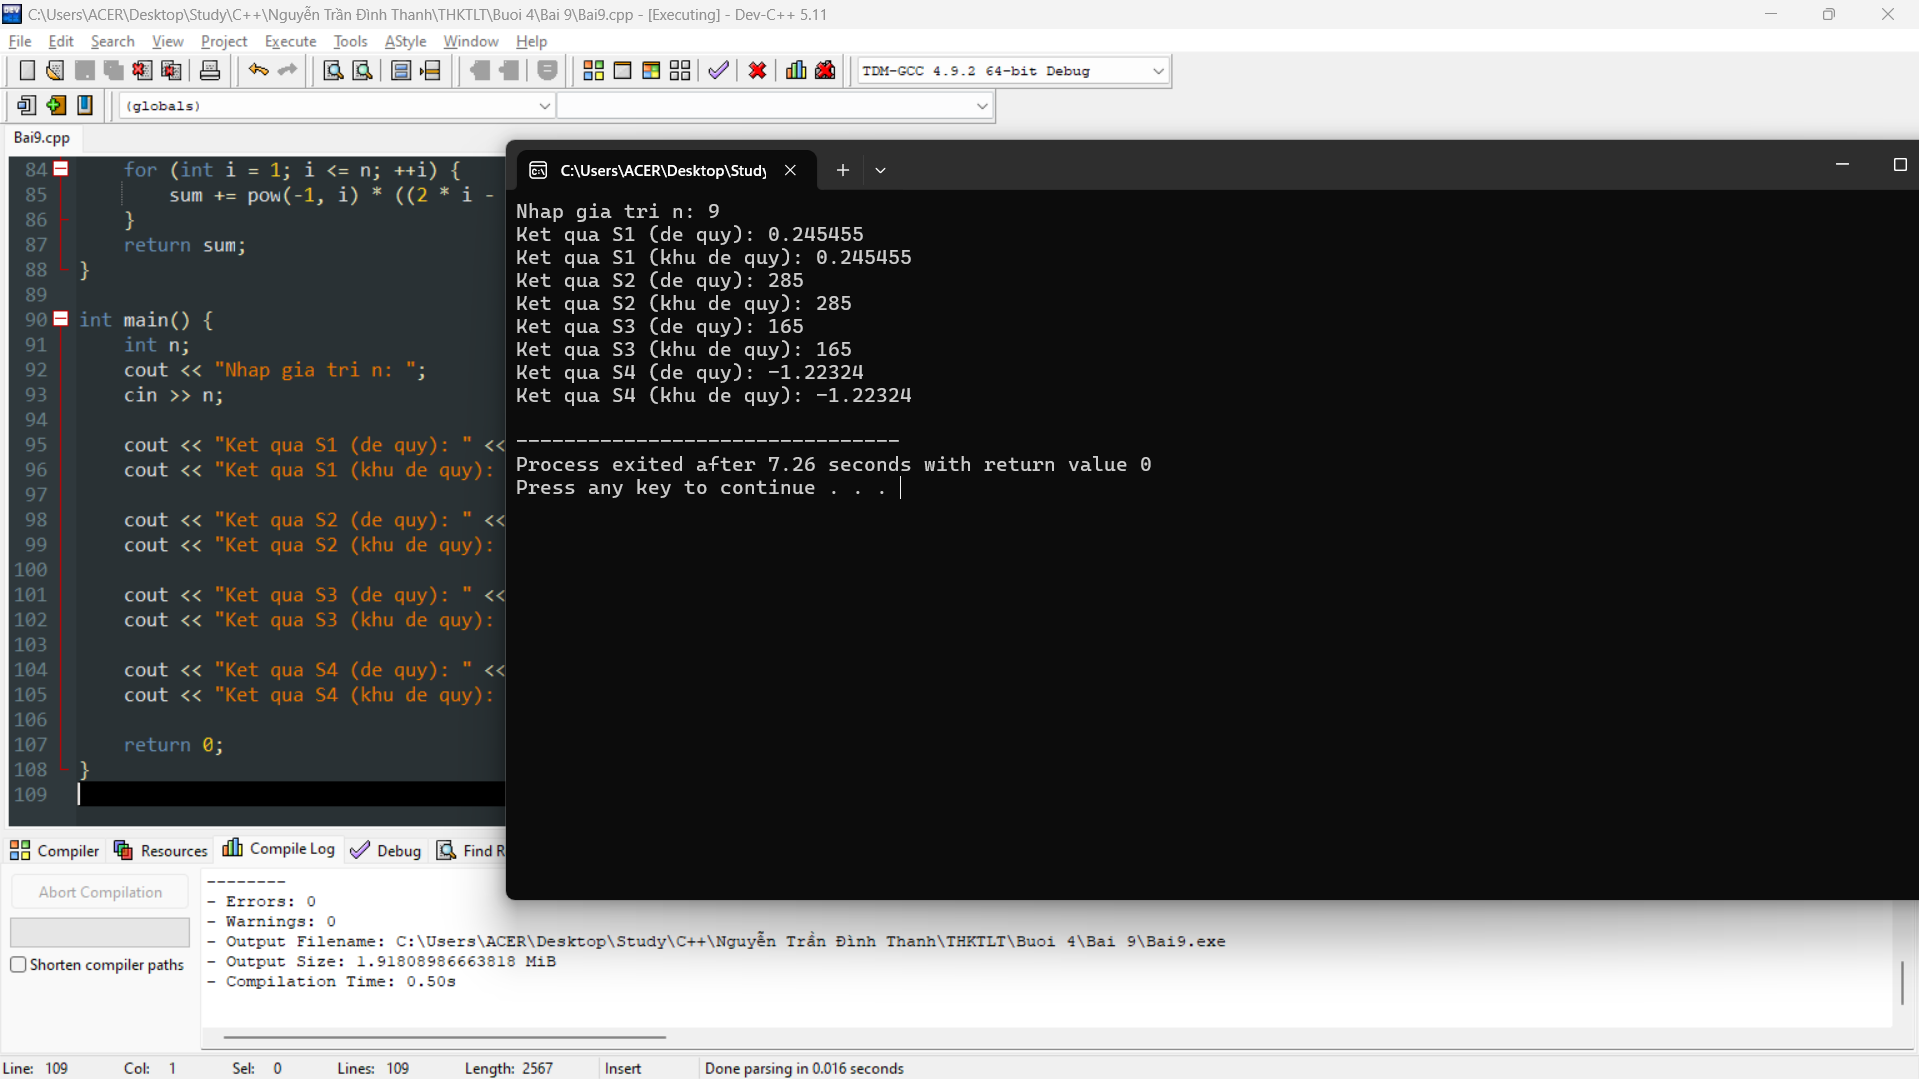 C:\Users\ACER\Desktop\Study\C++\Nguyễn Trần Đình Thanh\THKTLT\Buoi 4\Bai 9\Bai9.cpp - [Executing] - Dev-C++ 5.11
File Edit Search View Project Execute Tools AStyle Window Help
TDM-GCC 4.9.2 64-bit Debug
(globals)
Bai9.cpp
84 for (int i = 1; i <= n; ++i) {
85 sum += pow(-1, i) * ((2 * i -
86 }
87 return sum;
88 }
89
90 int main() {
91 int n;
92 cout << "Nhap gia tri n: ";
93 cin >> n;
94
95 cout << "Ket qua S1 (de quy): " <<
96 cout << "Ket qua S1 (khu de quy):
97
98 cout << "Ket qua S2 (de quy): " <<
99 cout << "Ket qua S2 (khu de quy):
100
101 cout << "Ket qua S3 (de quy): " <<
102 cout << "Ket qua S3 (khu de quy):
103
104 cout << "Ket qua S4 (de quy): " <<
105 cout << "Ket qua S4 (khu de quy):
106
107 return 0;
108 }
109
C:\Users\ACER\Desktop\Study
Nhap gia tri n: 9
Ket qua S1 (de quy): 0.245455
Ket qua S1 (khu de quy): 0.245455
Ket qua S2 (de quy): 285
Ket qua S2 (khu de quy): 285
Ket qua S3 (de quy): 165
Ket qua S3 (khu de quy): 165
Ket qua S4 (de quy): -1.22324
Ket qua S4 (khu de quy): -1.22324
--------------------------------
Process exited after 7.26 seconds with return value 0
Press any key to continue . . .
Compiler Resources Compile Log Debug Find R
Abort Compilation
Shorten compiler paths
--------
- Errors: 0
- Warnings: 0
- Output Filename: C:\Users\ACER\Desktop\Study\C++\Nguyễn Trần Đình Thanh\THKTLT\Buoi 4\Bai 9\Bai9.exe
- Output Size: 1.91808986663818 MiB
- Compilation Time: 0.50s
Line: 109 Col: 1 Sel: 0 Lines: 109 Length: 2567 Insert Done parsing in 0.016 seconds